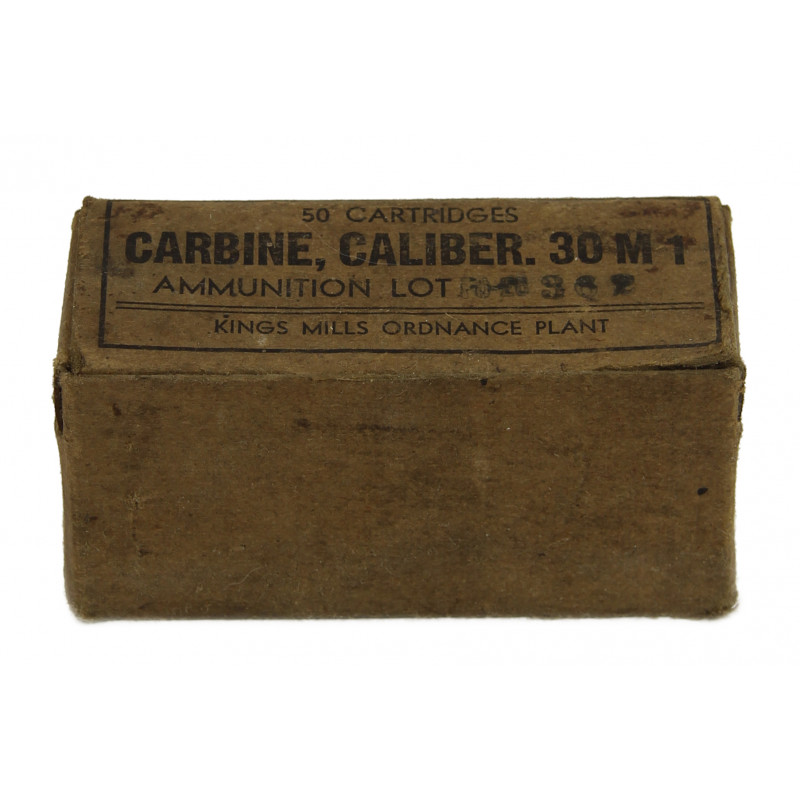 50 CARTRIDGES
CARBINE, CALIBER. 30 M 1
AMMUNITION LOT
KINGS MILLS ORDNANCE PLANT